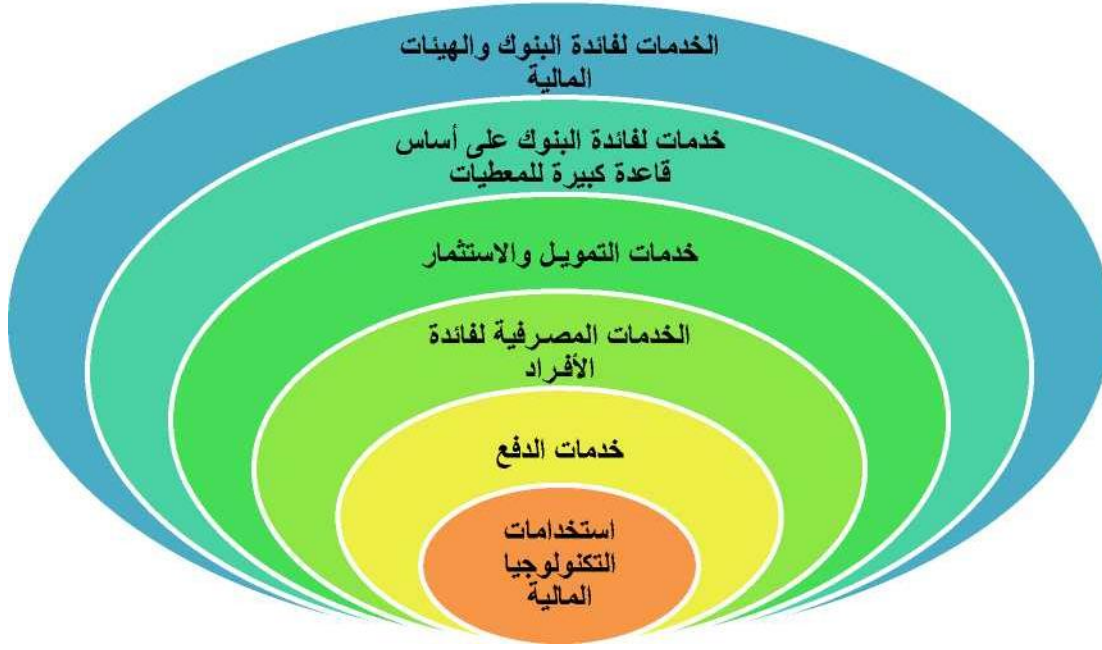 الخدمات لفائدة البنوك والهيئات
المالية
خدمات لفائدة البنوك على أساس
قاعدة كبيرة للمعطيات
خدمات التمويل والاستثمار
الخدمات المصرفية لفائدة
الأفراد
خدمات الدفع
استخدامات
التكنولوجيا
المالية